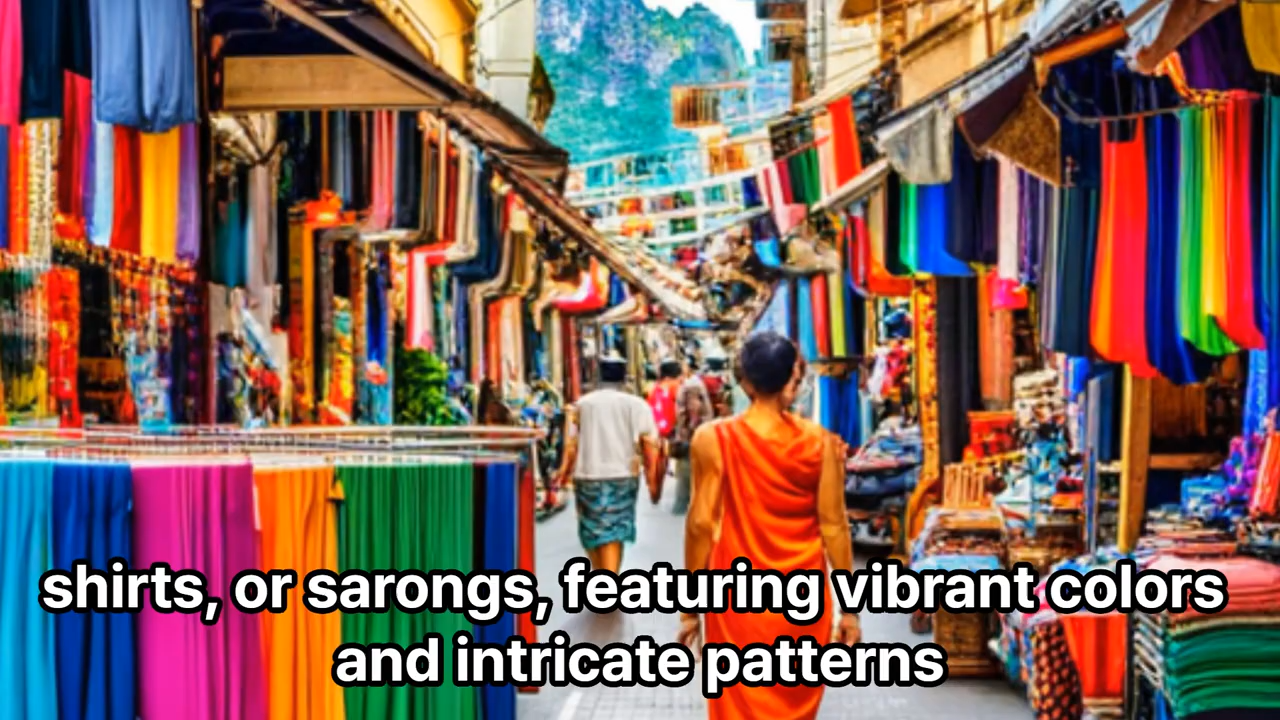 shirts, or sarongs, featuring vibrant colors
and intricate patterns